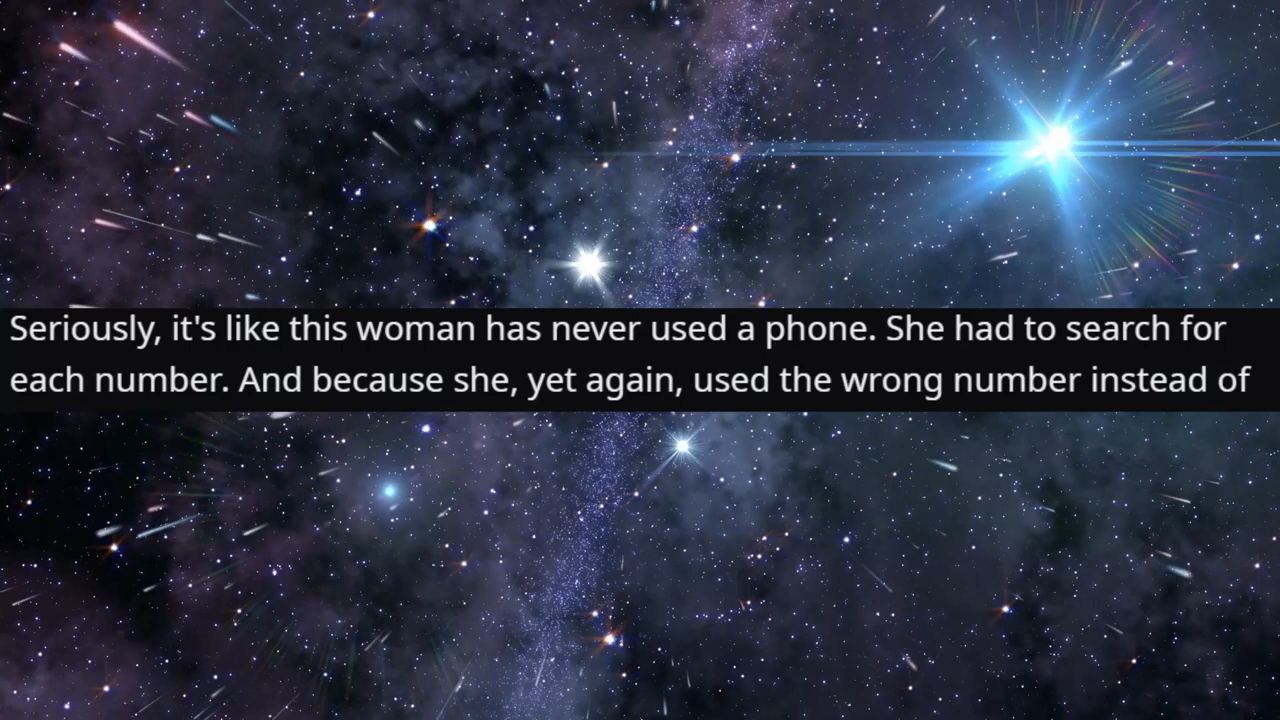 Seriously, it's like this woman has never used a phone. She had to search for
each number. And because she, yet again, used the wrong number instead of